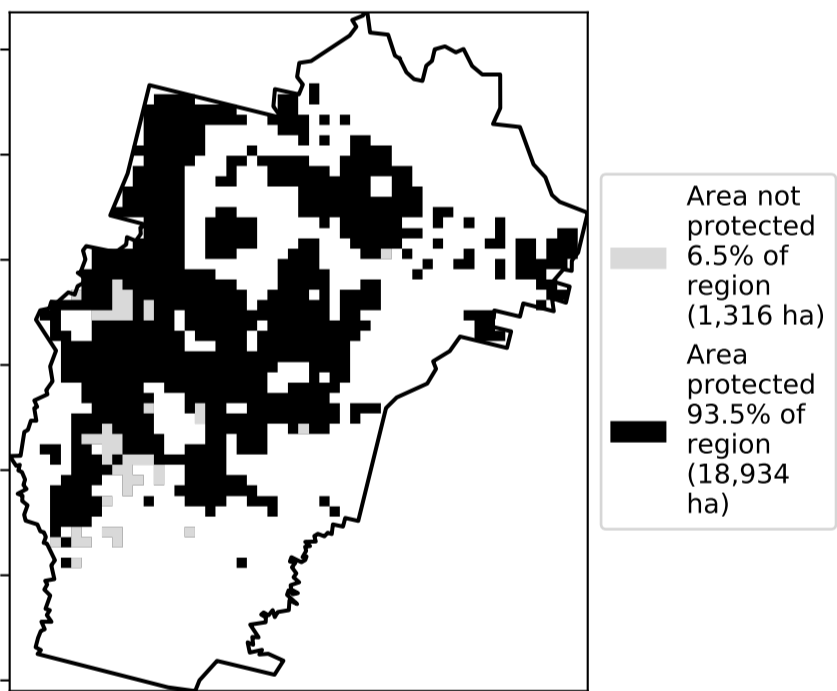 Area not
protected
6.5% of
region
(1,316 ha)
Area
protected
93.5% of
region
(18,934
ha)